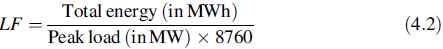 LF = Total energy (in MWh) / Peak load (in MW) × 8760 (4.2)